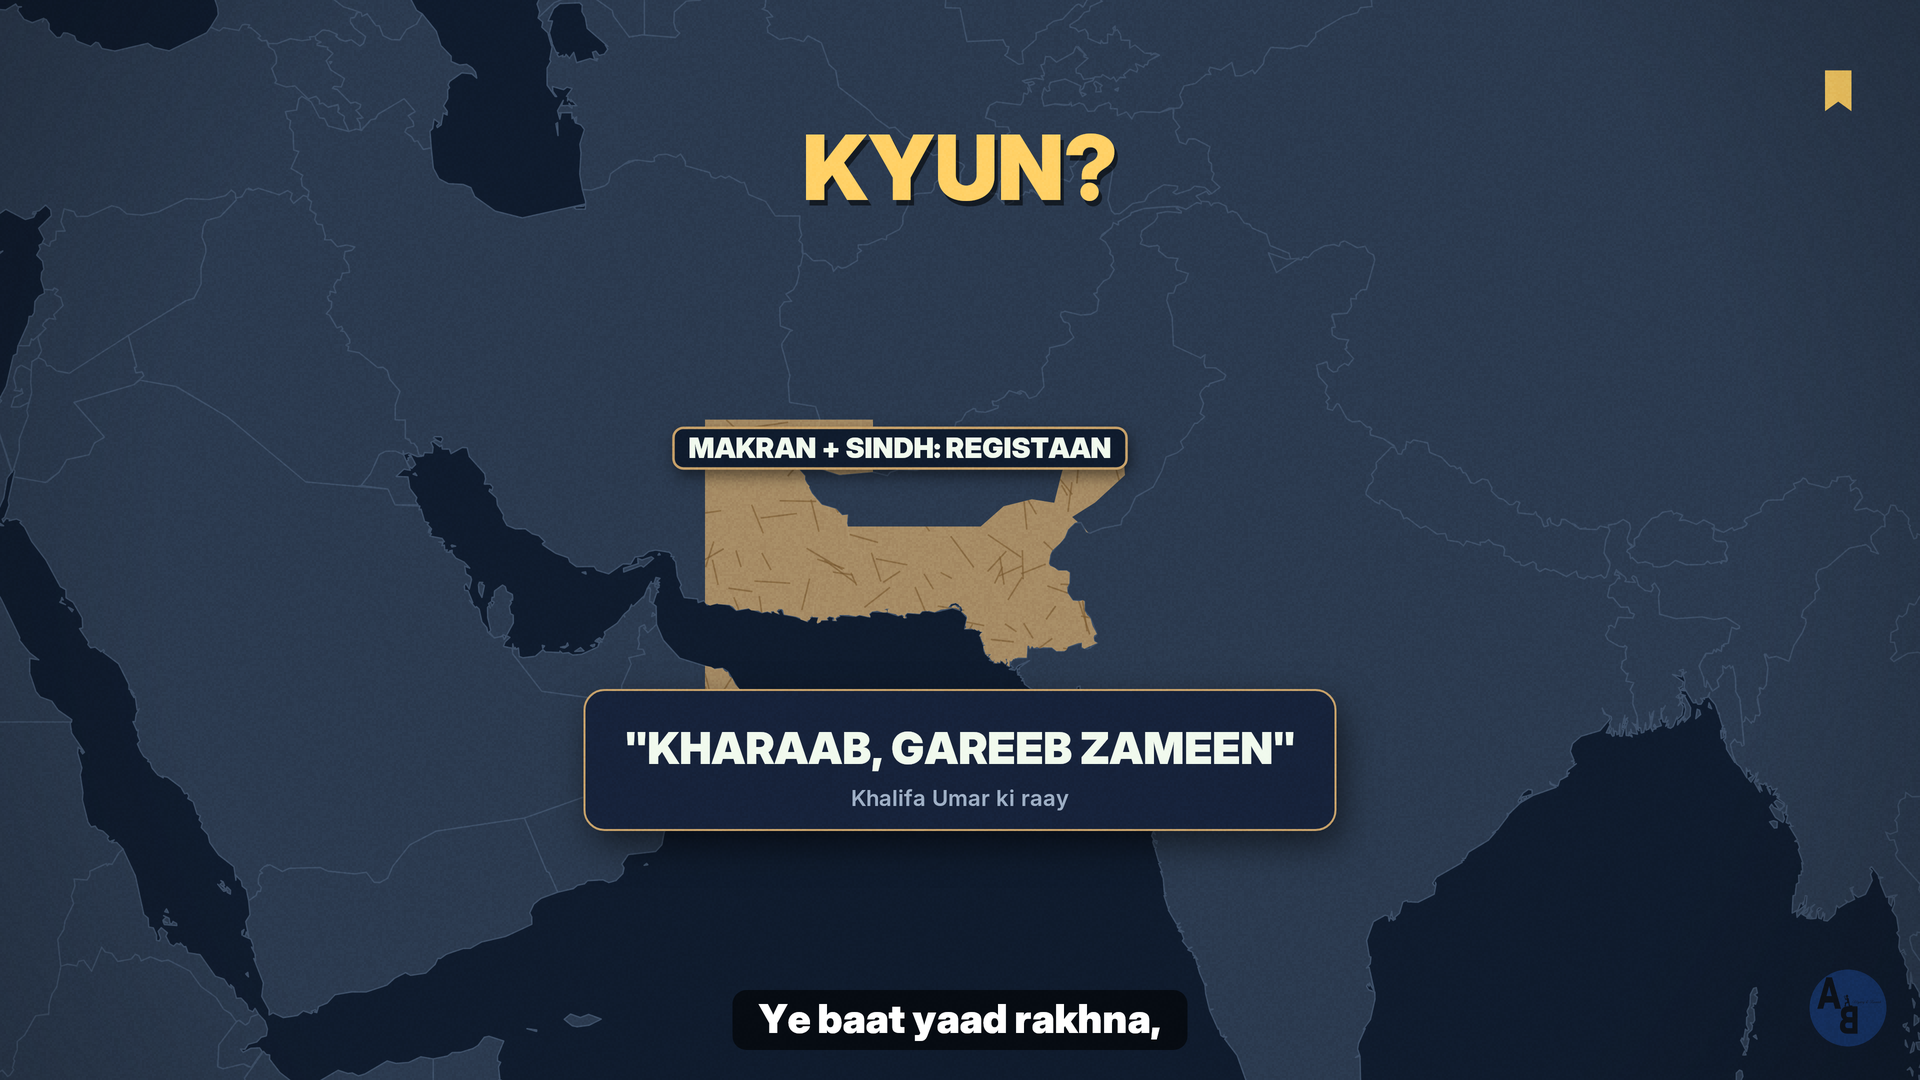 KYUN?
MAKRAN + SINDH: REGISTAAN
"KHARAAB, GAREEB ZAMEEN"
Khalifa Umar ki raay
Ye baat yaad rakhna,
A
B